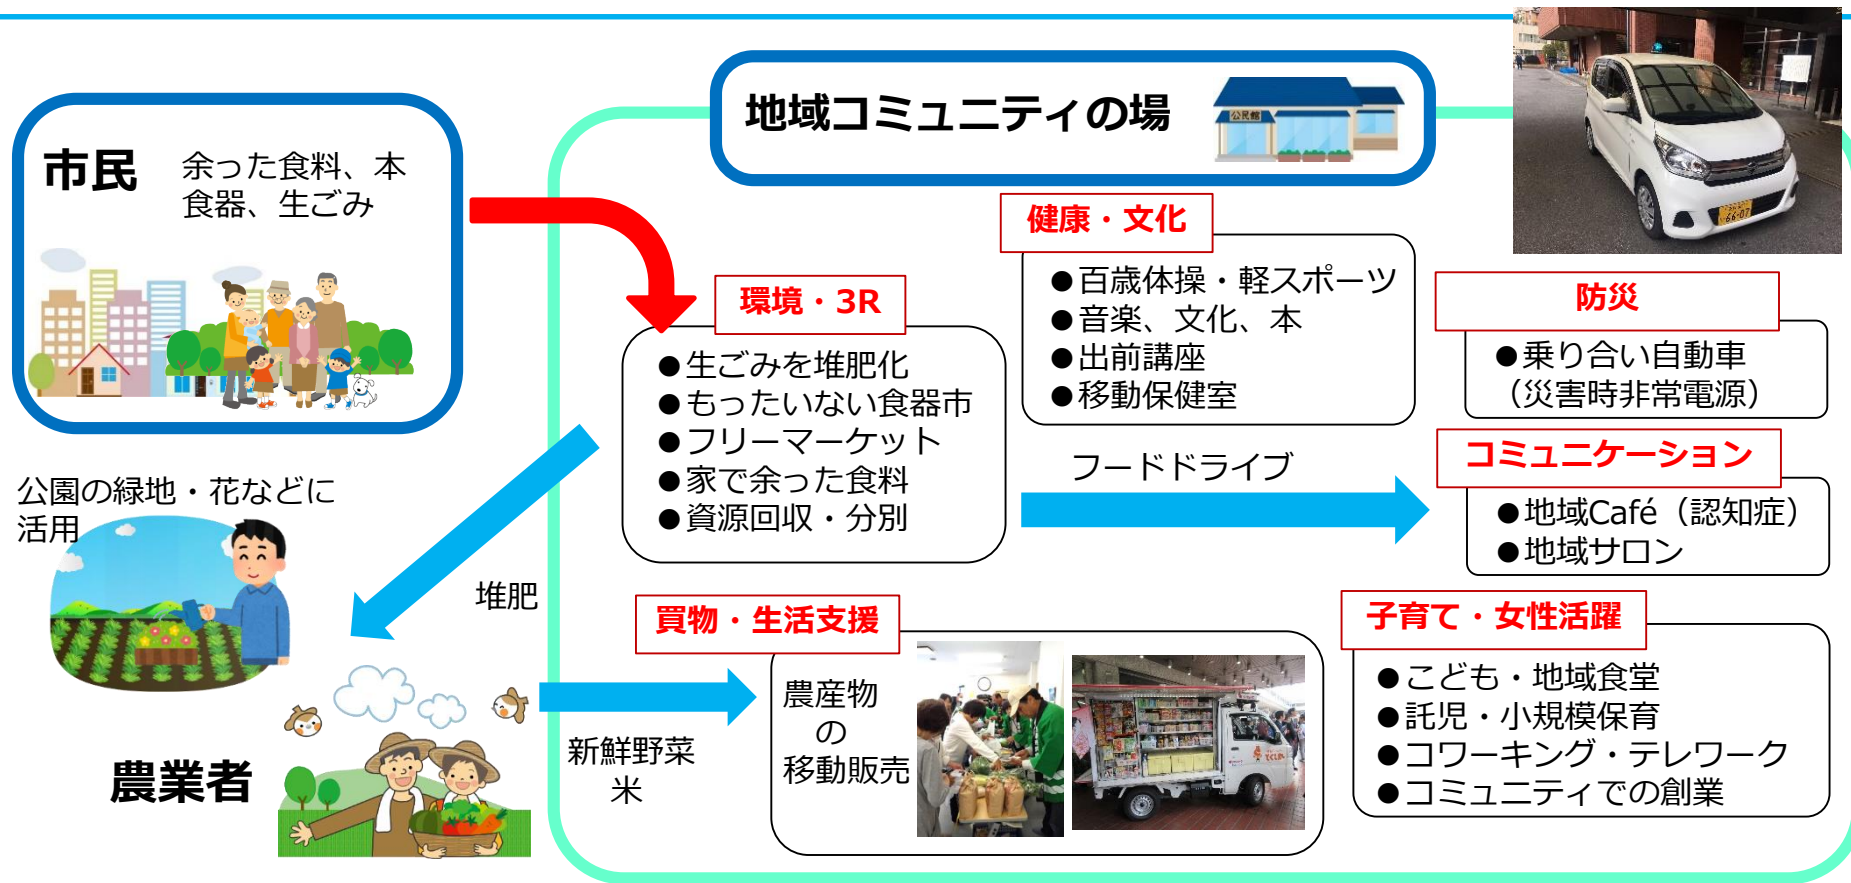 地域コミュニティの場
公民館
市民
余った食料、本
食器、生ごみ
健康・文化
●百歳体操・軽スポーツ
●音楽、文化、本
●出前講座
●移動保健室
環境・3R
●生ごみを堆肥化
●もったいない食器市
●フリーマーケット
●家で余った食料
●資源回収・分別
66-07
防災
●乗り合い自動車
（災害時非常電源）
フードドライブ
コミュニケーション
●地域Café（認知症）
●地域サロン
公園の緑地・花などに
活用
堆肥
農業者
新鮮野菜
米
買物・生活支援
農産物
の
移動販売
とくし丸
子育て・女性活躍
●こども・地域食堂
●託児・小規模保育
●コワーキング・テレワーク
●コミュニティでの創業